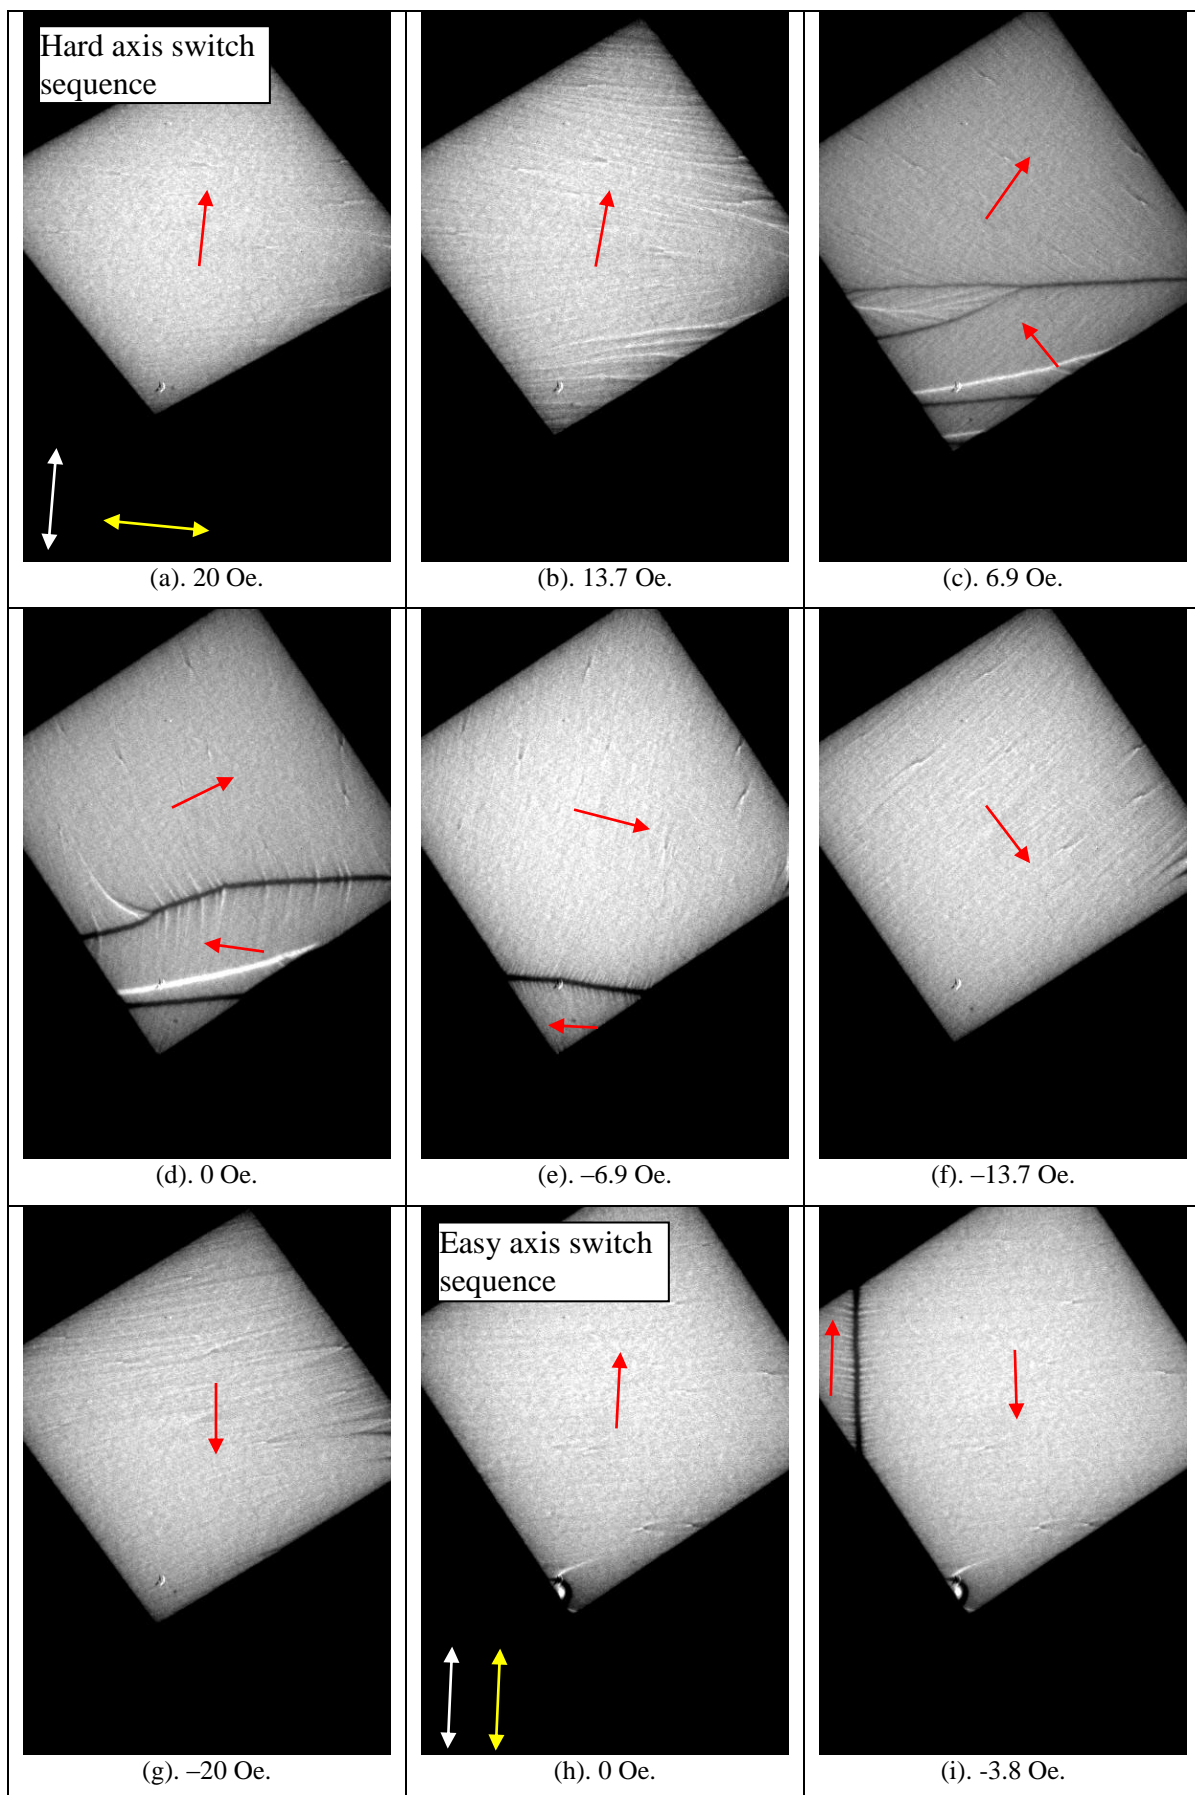 Hard axis switch
sequence
(a). 20 Oe.
(b). 13.7 Oe.
(c). 6.9 Oe.
(d). 0 Oe.
(e). –6.9 Oe.
(f). –13.7 Oe.
Easy axis switch
sequence
(g). –20 Oe.
(h). 0 Oe.
(i). -3.8 Oe.